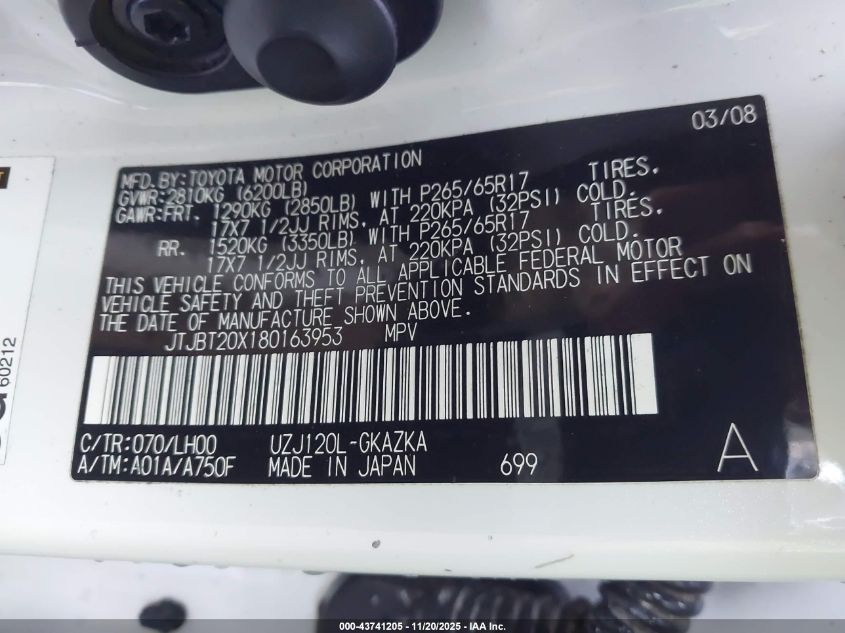 03/08
MFD.BY:TOYOTA MOTOR CORPORATION
GVWR:2810KG (6200LB)
GAWR:FRT. 1290KG (2850LB) WITH P265/65R17 TIRES.
17X7 1/2JJ RIMS, AT 220KPA (32PSI) COLD.
RR. 1520KG (3350LB) WITH P265/65R17 TIRES.
17X7 1/2JJ RIMS, AT 220KPA (32PSI) COLD.
THIS VEHICLE CONFORMS TO ALL APPLICABLE FEDERAL MOTOR
VEHICLE SAFETY AND THEFT PREVENTION STANDARDS IN EFFECT ON
THE DATE OF MANUFACTURE SHOWN ABOVE.
JTJBT20X180163953 MPV
C/TR:070/LH00 UZJ120L-GKAZKA
A/TM:A01A/A750F MADE IN JAPAN 699
A
60212
000-43741205 - 11/20/2025 - IAA Inc.